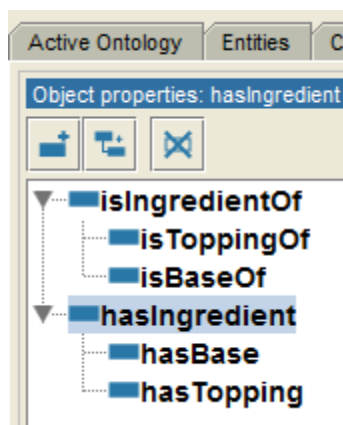 Active Ontology Entities C
Object properties: hasIngredient
isIngredientOf
isToppingOf
isBaseOf
hasIngredient
hasBase
hasTopping